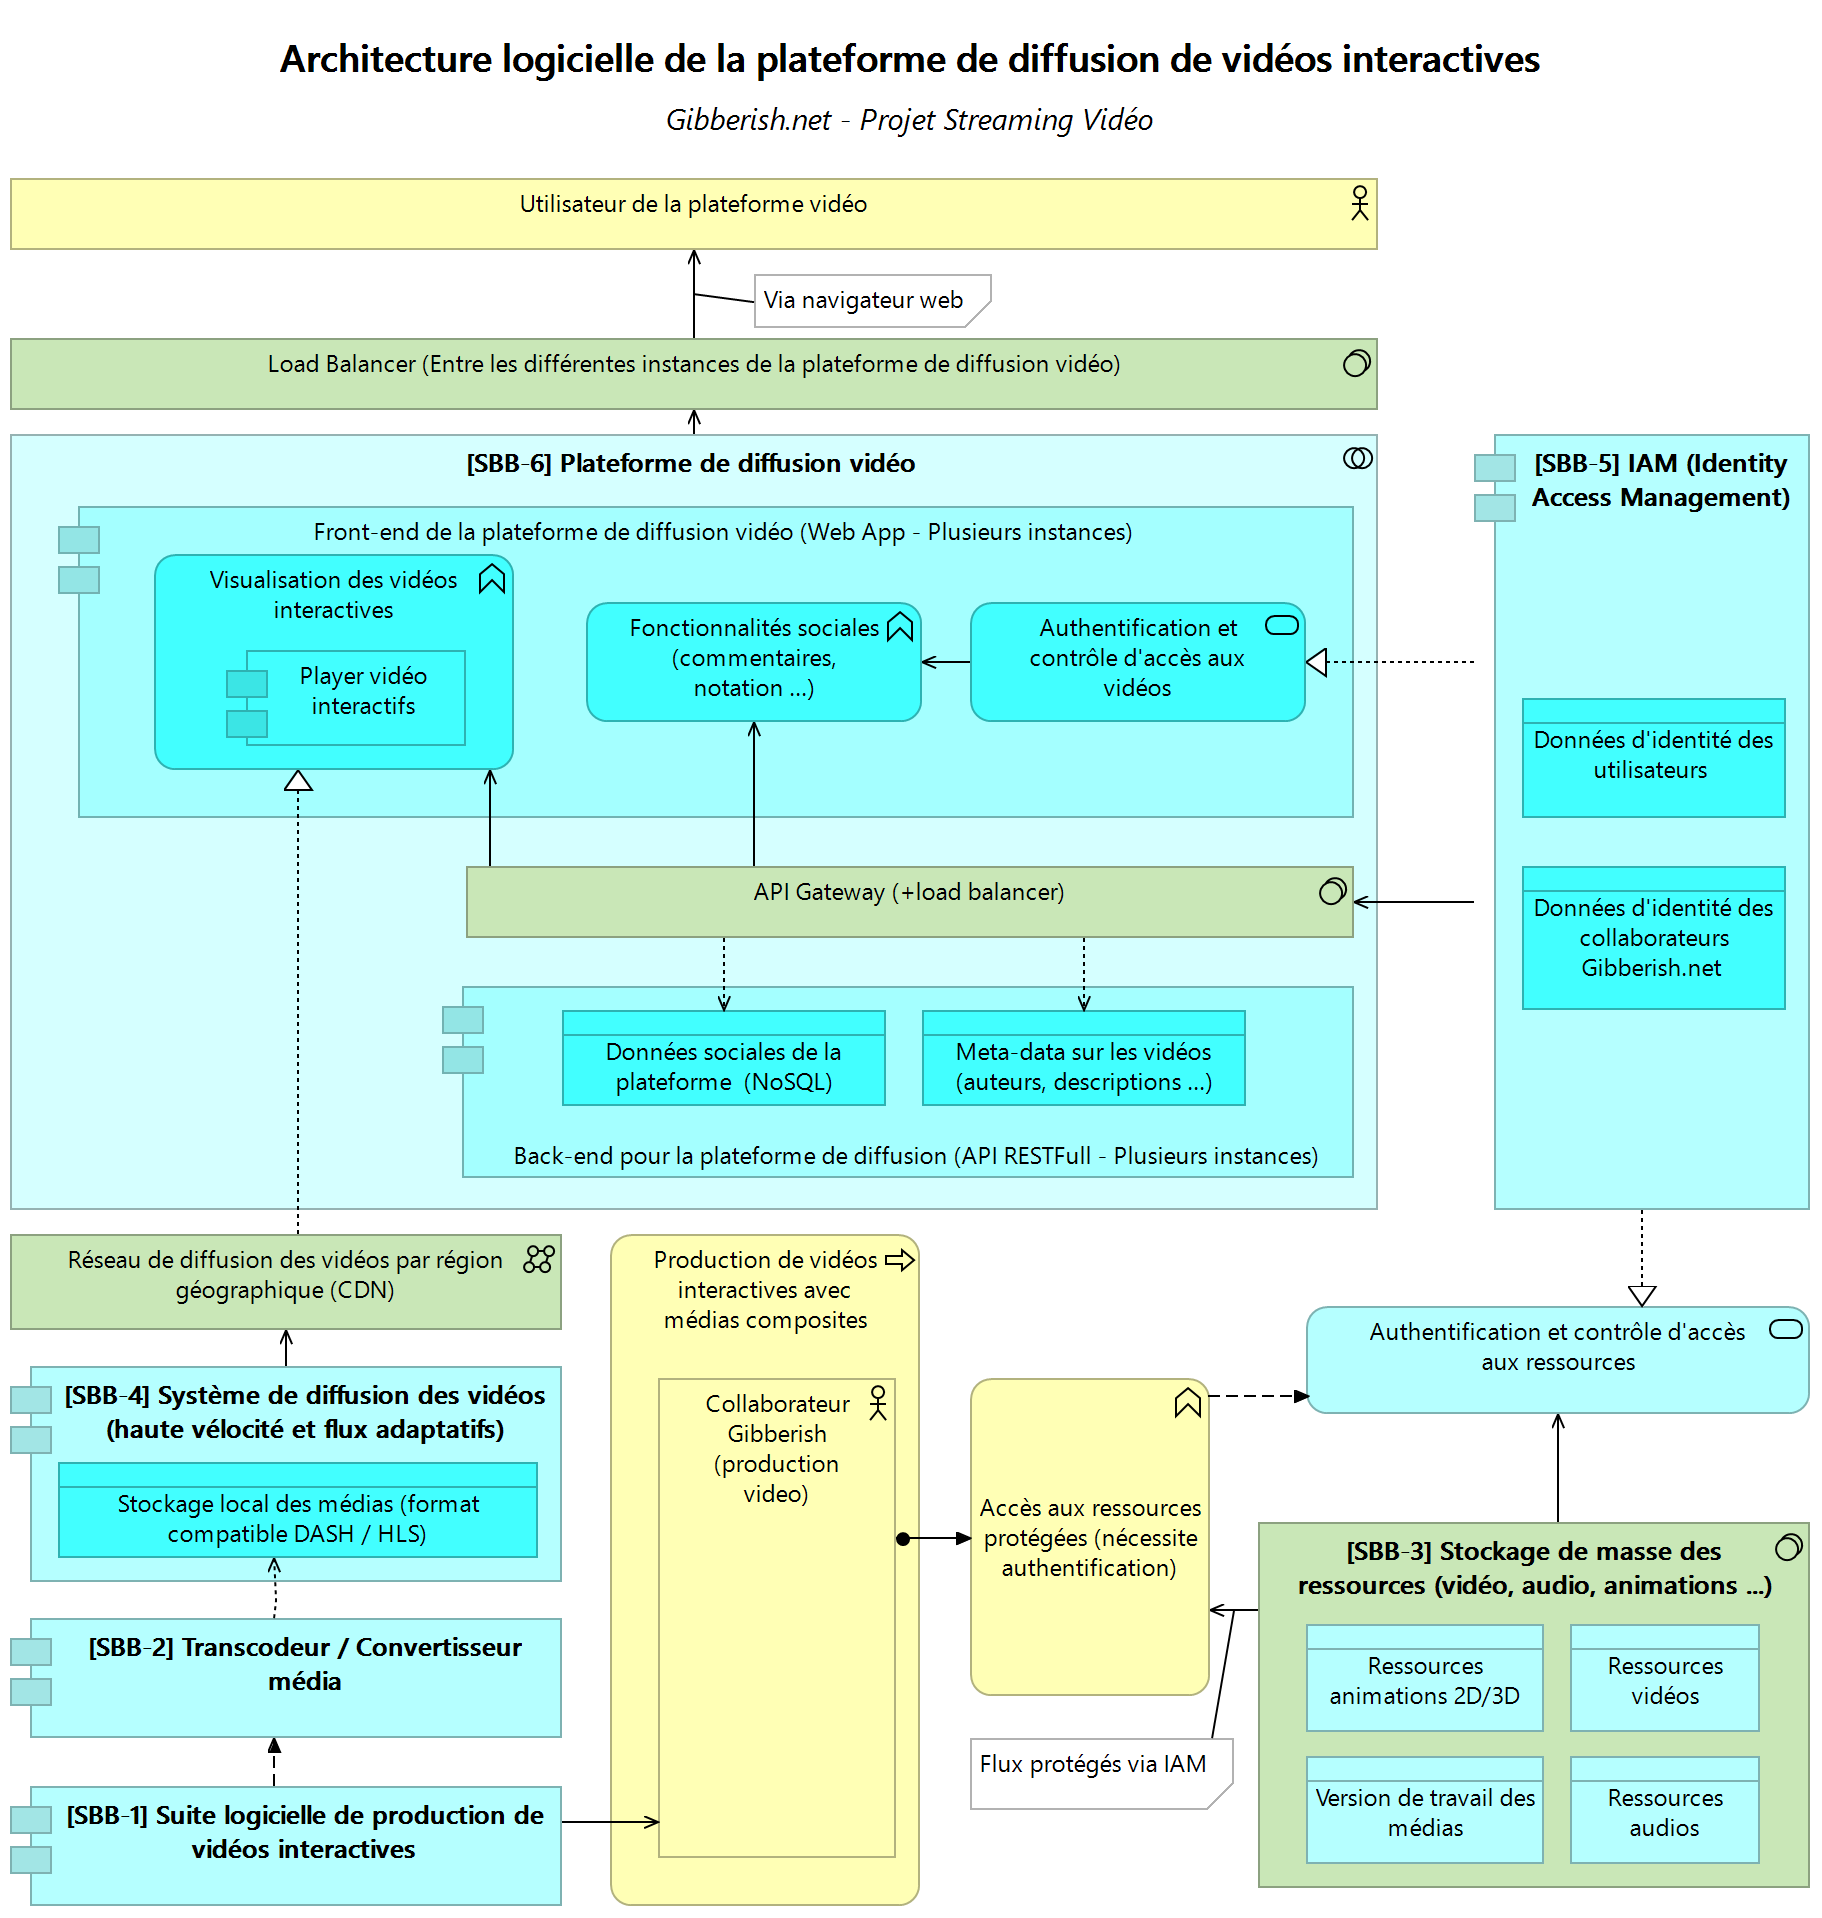 Architecture logicielle de la plateforme de diffusion de vidéos interactives
Gibberish.net - Projet Streaming Vidéo
Utilisateur de la plateforme vidéo
Via navigateur web
Load Balancer (Entre les différentes instances de la plateforme de diffusion vidéo)
[SBB-6] Plateforme de diffusion vidéo
Front-end de la plateforme de diffusion vidéo (Web App - Plusieurs instances)
Visualisation des vidéos
interactives
Player vidéo
interactifs
Fonctionnalités sociales
(commentaires,
notation ...)
Authentification et
contrôle d'accès aux
vidéos
API Gateway (+load balancer)
Données sociales de la
plateforme  (NoSQL)
Meta-data sur les vidéos
(auteurs, descriptions ...)
Back-end pour la plateforme de diffusion (API RESTFull - Plusieurs instances)
[SBB-5] IAM (Identity
Access Management)
Données d'identité des
utilisateurs
Données d'identité des
collaborateurs
Gibberish.net
Réseau de diffusion des vidéos par région
géographique (CDN)
[SBB-4] Système de diffusion des vidéos
(haute vélocité et flux adaptatifs)
Stockage local des médias (format
compatible DASH / HLS)
[SBB-2] Transcodeur / Convertisseur
média
[SBB-1] Suite logicielle de production de
vidéos interactives
Production de vidéos
interactives avec
médias composites
Collaborateur
Gibberish
(production
video)
Accès aux ressources
protégées (nécessite
authentification)
Flux protégés via IAM
Authentification et contrôle d'accès
aux ressources
[SBB-3] Stockage de masse des
ressources (vidéo, audio, animations ...)
Ressources
animations 2D/3D
Ressources
vidéos
Version de travail des
médias
Ressources
audios